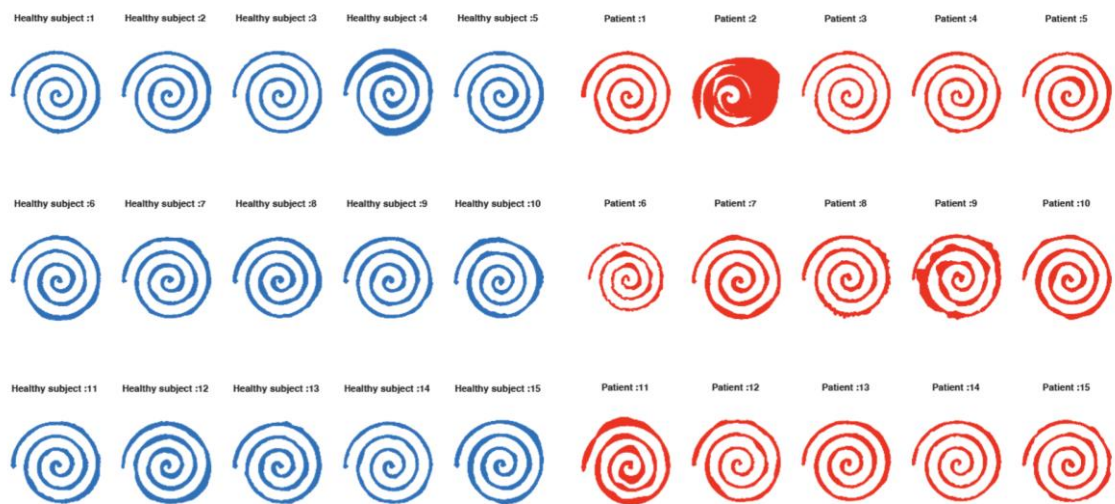 Healthy subject :1 Healthy subject :2 Healthy subject :3 Healthy subject :4 Healthy subject :5 Patient :1 Patient :2 Patient :3 Patient :4 Patient :5
Healthy subject :6 Healthy subject :7 Healthy subject :8 Healthy subject :9 Healthy subject :10 Patient :6 Patient :7 Patient :8 Patient :9 Patient :10
Healthy subject :11 Healthy subject :12 Healthy subject :13 Healthy subject :14 Healthy subject :15 Patient :11 Patient :12 Patient :13 Patient :14 Patient :15